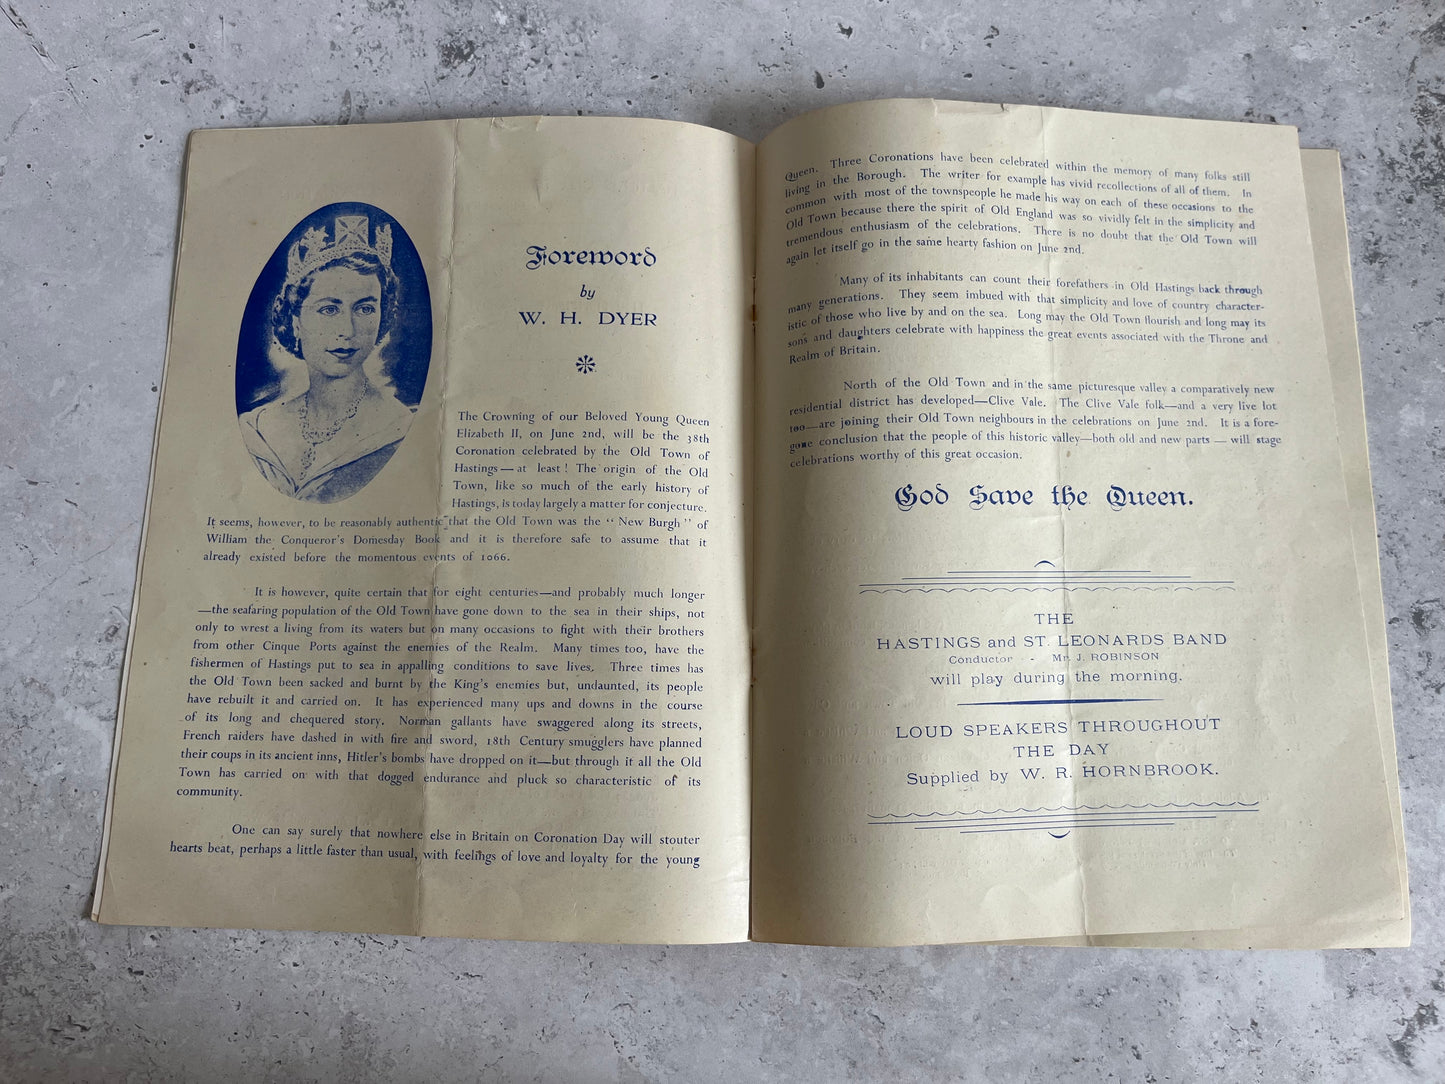 Foreword
by
W. H. DYER
The Crowning of our Beloved Young Queen
Elizabeth II, on June 2nd, will be the 38th
Coronation celebrated by the Old Town of
Hastings — at least! The origin of the Old
Town, like so much of the early history of
Hastings, is today largely a matter for conjecture.
It seems, however, to be reasonably authentic that the Old Town was the “ New Burgh ” of
William the Conqueror's Domesday Book and it is therefore safe to assume that it
already existed before the momentous events of 1066.
It is however, quite certain that for eight centuries—and probably much longer
—the seafaring population of the Old Town have gone down to the sea in their ships, not
only to wrest a living from its waters but on many occasions to fight with their brothers
from other Cinque Ports against the enemies of the Realm. Many times too, have the
fishermen of Hastings put to sea in appalling conditions to save lives. Three times has
the Old Town been sacked and burnt by the King's enemies but, undaunted, its people
have rebuilt it and carried on. It has experienced many ups and downs in the course
of its long and chequered story. Norman gallants have swaggered along its streets,
French raiders have dashed in with fire and sword, 18th Century smugglers have planned
their coups in its ancient inns, Hitler's bombs have dropped on it—but through it all the Old
Town has carried on with that dogged endurance and pluck so characteristic of its
community.
One can say surely that nowhere else in Britain on Coronation Day will stouter
hearts beat, perhaps a little faster than usual, with feelings of love and loyalty for the young
Queen. Three Coronations have been celebrated within the memory of many folks still
living in the Borough. The writer for example has vivid recollections of all of them. In
common with most of the townspeople he made his way on each of these occasions to the
Old Town because there the spirit of Old England was so vividly felt in the simplicity and
tremendous enthusiasm of the celebrations. There is no doubt that the Old Town will
again let itself go in the same hearty fashion on June 2nd.
Many of its inhabitants can count their forefathers in Old Hastings back through
many generations. They seem imbued with that simplicity and love of country character-
istic of those who live by and on the sea. Long may the Old Town flourish and long may its
sons and daughters celebrate with happiness the great events associated with the Throne and
Realm of Britain.
North of the Old Town and in the same picturesque valley a comparatively new
residential district has developed—Clive Vale. The Clive Vale folk—and a very live lot
too—are joining their Old Town neighbours in the celebrations on June 2nd. It is a fore-
gone conclusion that the people of this historic valley—both old and new parts — will stage
celebrations worthy of this great occasion.
God Save the Queen.
THE
HASTINGS and ST. LEONARDS BAND
Conductor - - Mr. J. ROBINSON
will play during the morning.
LOUD SPEAKERS THROUGHOUT
THE DAY
Supplied by W. R. HORNBROOK.